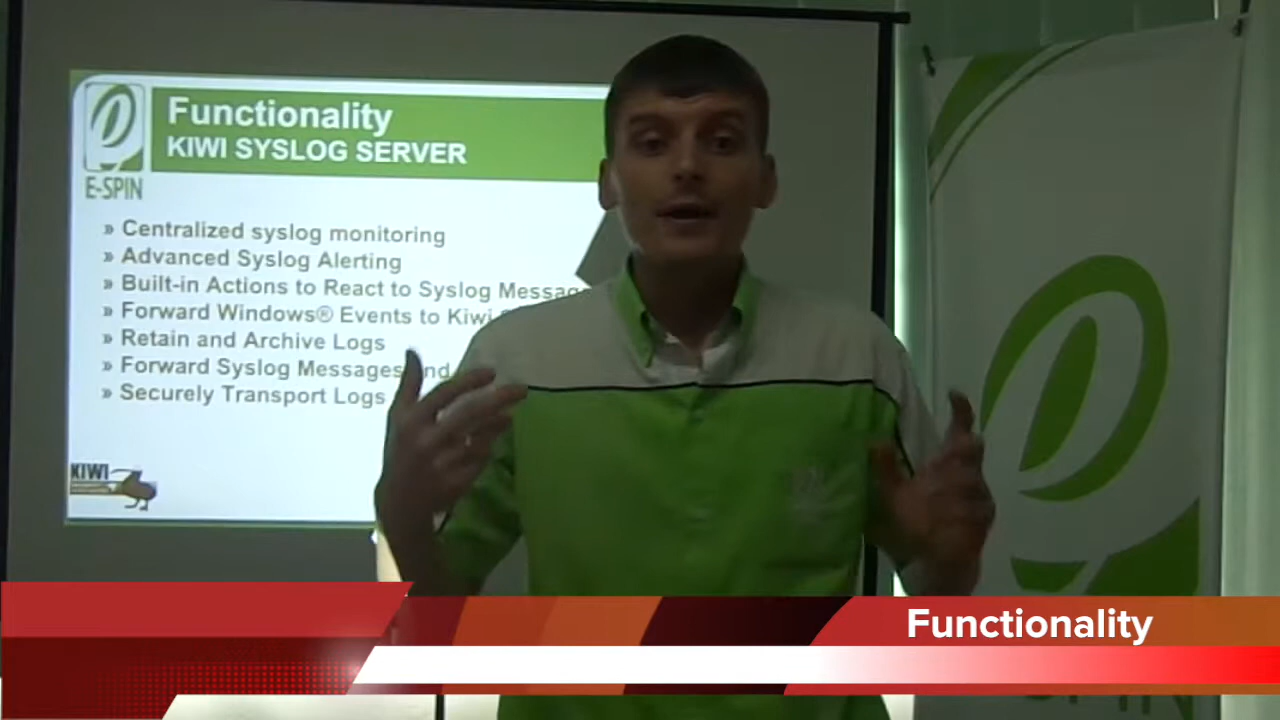 Functionality
KIWI SYSLOG SERVER
E-SPIN
» Centralized syslog monitoring
» Advanced Syslog Alerting
» Built-in Actions to React to Syslog Messag
» Forward Windows® Events to Kiwi
» Retain and Archive Logs
» Forward Syslog Messages and
» Securely Transport Logs
KIWI
Functionality